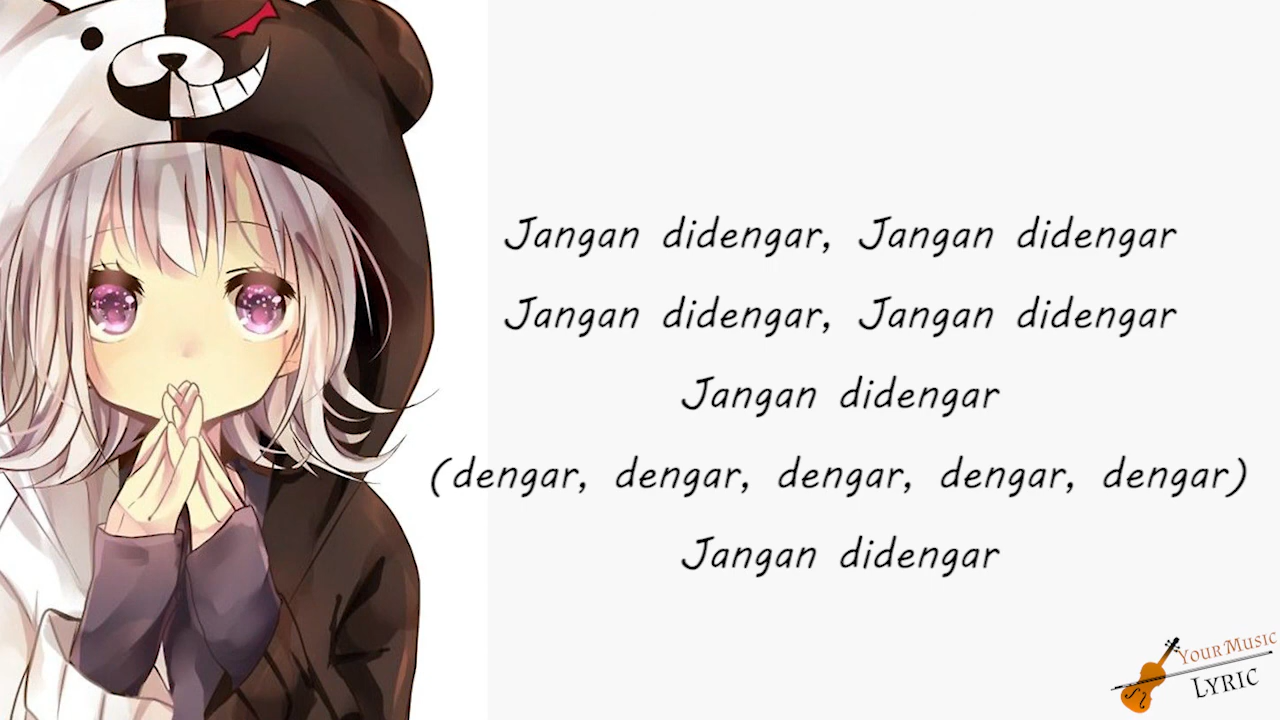 Jangan didengar, Jangan didengar
Jangan didengar, Jangan didengar
Jangan didengar
(dengar, dengar, dengar, dengar, dengar)
Jangan didengar
YOUR MUSIC
LYRIC